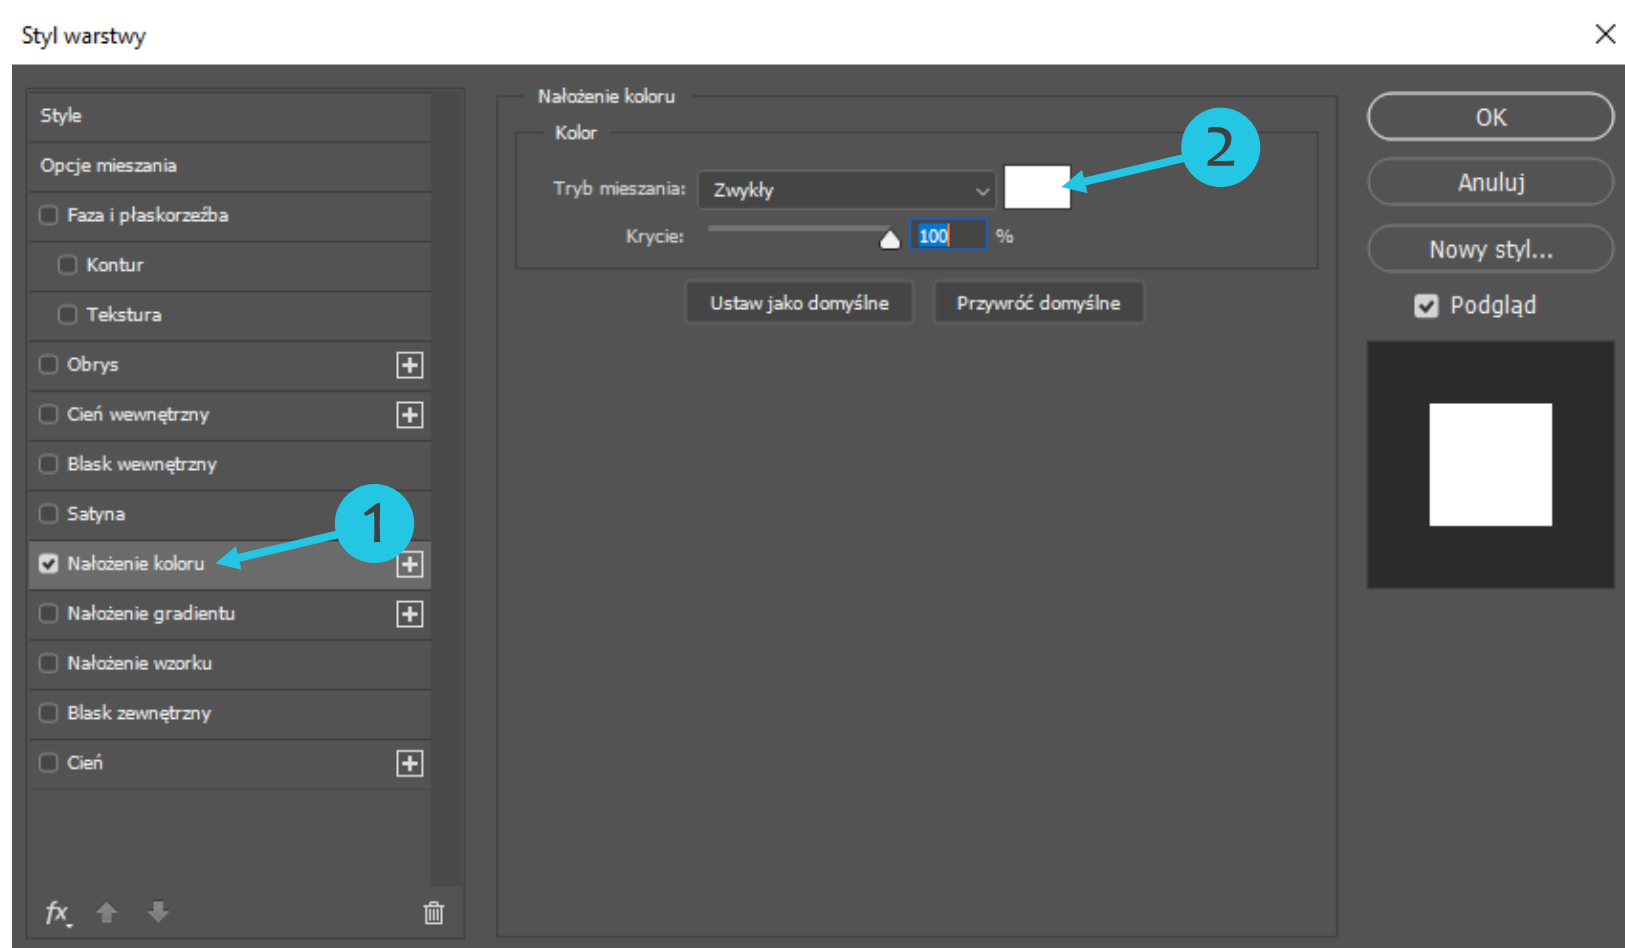 Styl warstwy
Style
Opcje mieszania
Faza i płaskorzeźba
Kontur
Tekstura
Obrys
Cień wewnętrzny
Blask wewnętrzny
Satyna
1
Nałożenie koloru
Nałożenie gradientu
Nałożenie wzorku
Blask zewnętrzny
Cień
fx
Nałożenie koloru
Kolor
2
Tryb mieszania: Zwykły
Krycie: 100 %
Ustaw jako domyślne Przywróć domyślne
OK
Anuluj
Nowy styl...
Podgląd